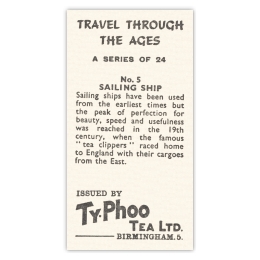 TRAVEL THROUGH
THE AGES
A SERIES OF 24
No. 5
SAILING SHIP
Sailing ships have been used
from the earliest times but
the peak of perfection for
beauty, speed and usefulness
was reached in the 19th
century, when the famous
"tea clippers" raced home
to England with their cargoes
from the East.
ISSUED BY
Ty.Phoo
TEA LTD.
BIRMINGHAM.5.